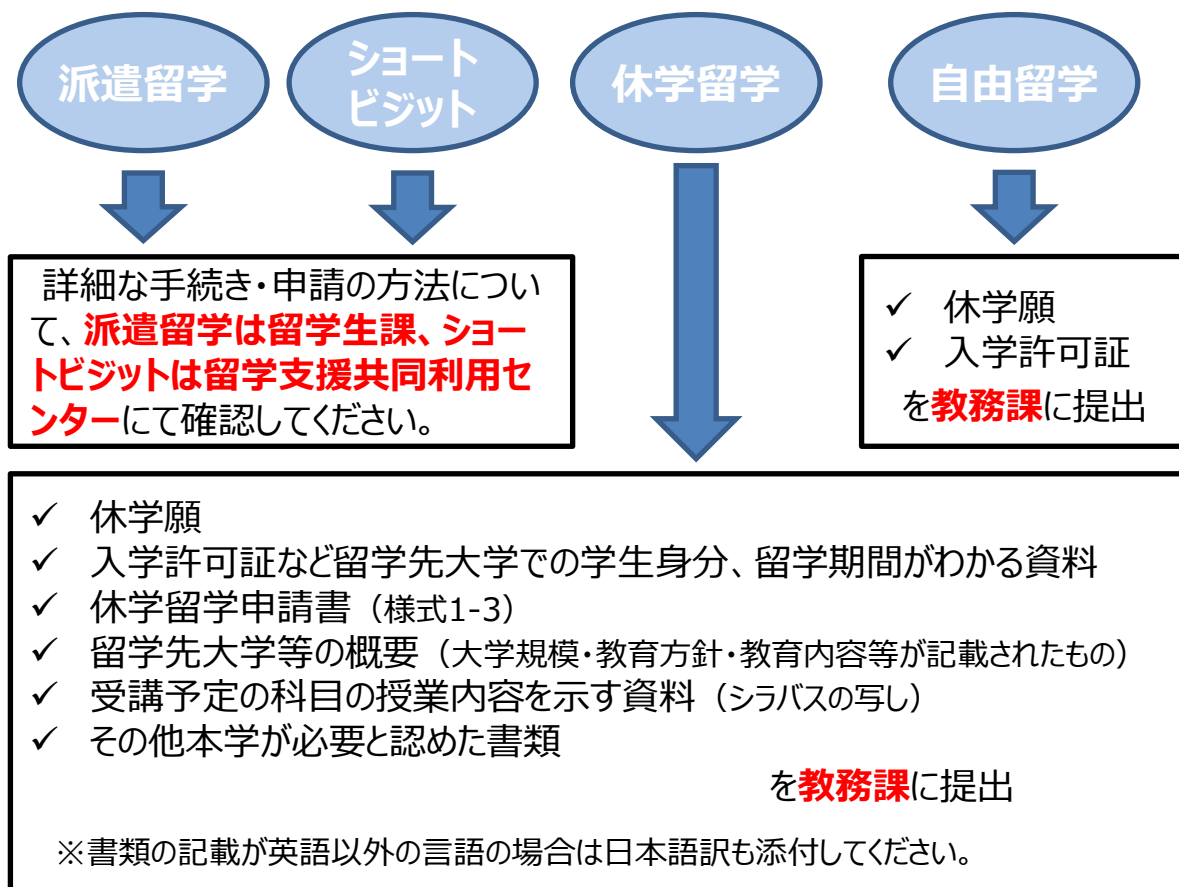 派遣留学
ショート
ビジット
休学留学
自由留学
詳細な手続き・申請の方法につい
て、派遣留学は留学生課、ショー
トビジットは留学支援共同利用セ
ンターにて確認してください。
✓ 休学願
✓ 入学許可証
を教務課に提出
✓ 休学願
✓ 入学許可証など留学先大学での学生身分、留学期間がわかる資料
✓ 休学留学申請書（様式1-3）
✓ 留学先大学等の概要（大学規模・教育方針・教育内容等が記載されたもの）
✓ 受講予定の科目の授業内容を示す資料（シラバスの写し）
✓ その他本学が必要と認めた書類
を教務課に提出
※書類の記載が英語以外の言語の場合は日本語訳も添付してください。